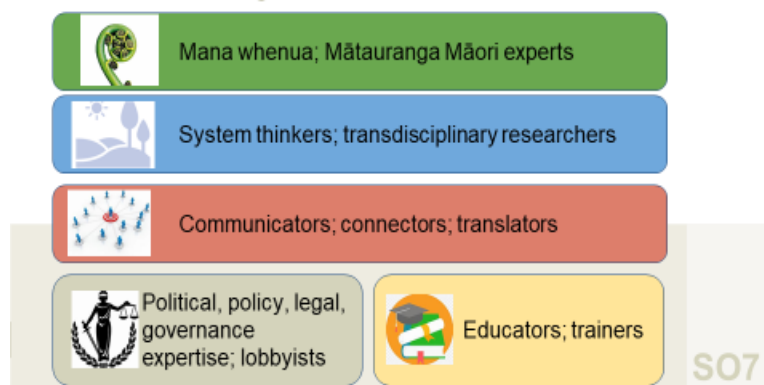 Mana whenua; Mātauranga Māori experts
System thinkers; transdisciplinary researchers
Communicators; connectors; translators
Political, policy, legal,
governance
expertise; lobbyists
Educators; trainers
SO7